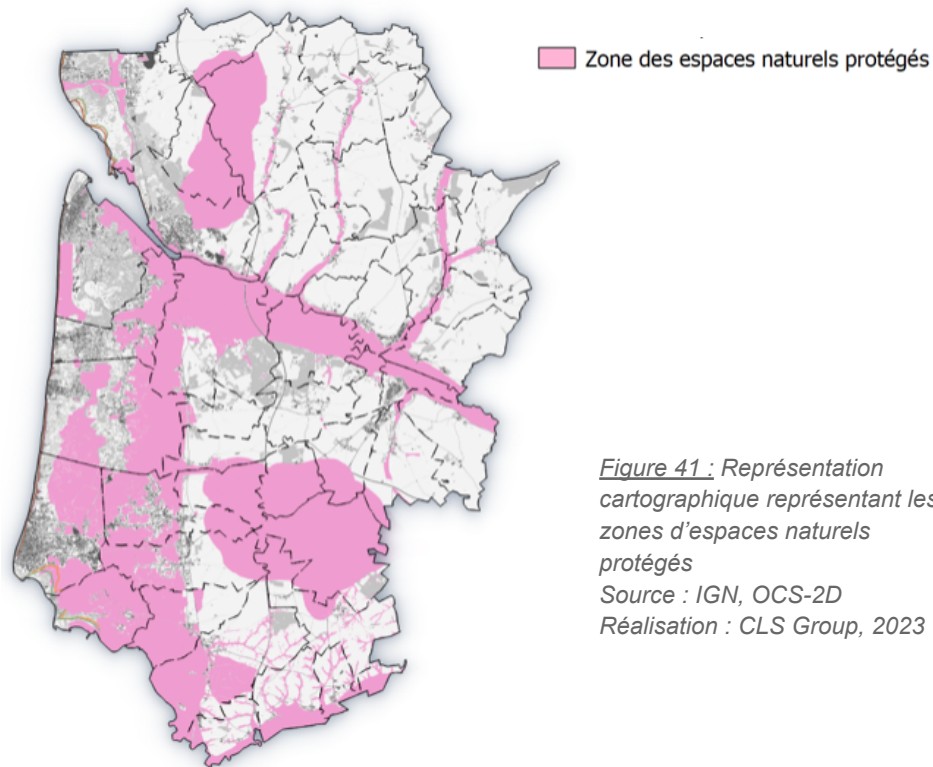 Zone des espaces naturels protégés
Figure 41 : Représentation
cartographique représentant les
zones d'espaces naturels
protégés
Source : IGN, OCS-2D
Réalisation : CLS Group, 2023